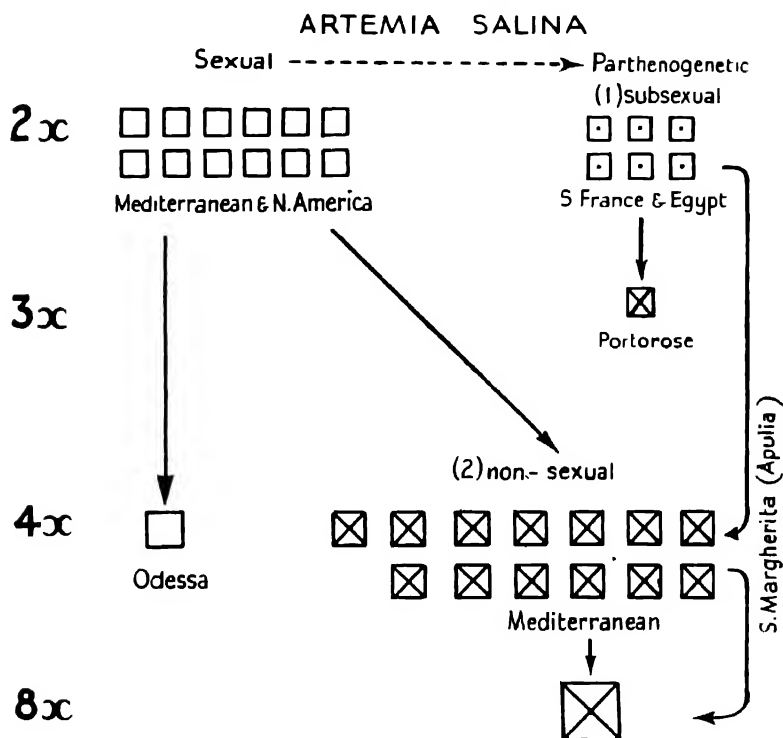 ARTEMIA SALINA
Sexual
Parthenogenetic
(1) subsexual
2x
Mediterranean & N. America
S France & Egypt
3x
Portorose
(2) non- sexual
S. Margherita (Apulia)
4x
Odessa
Mediterranean
8x